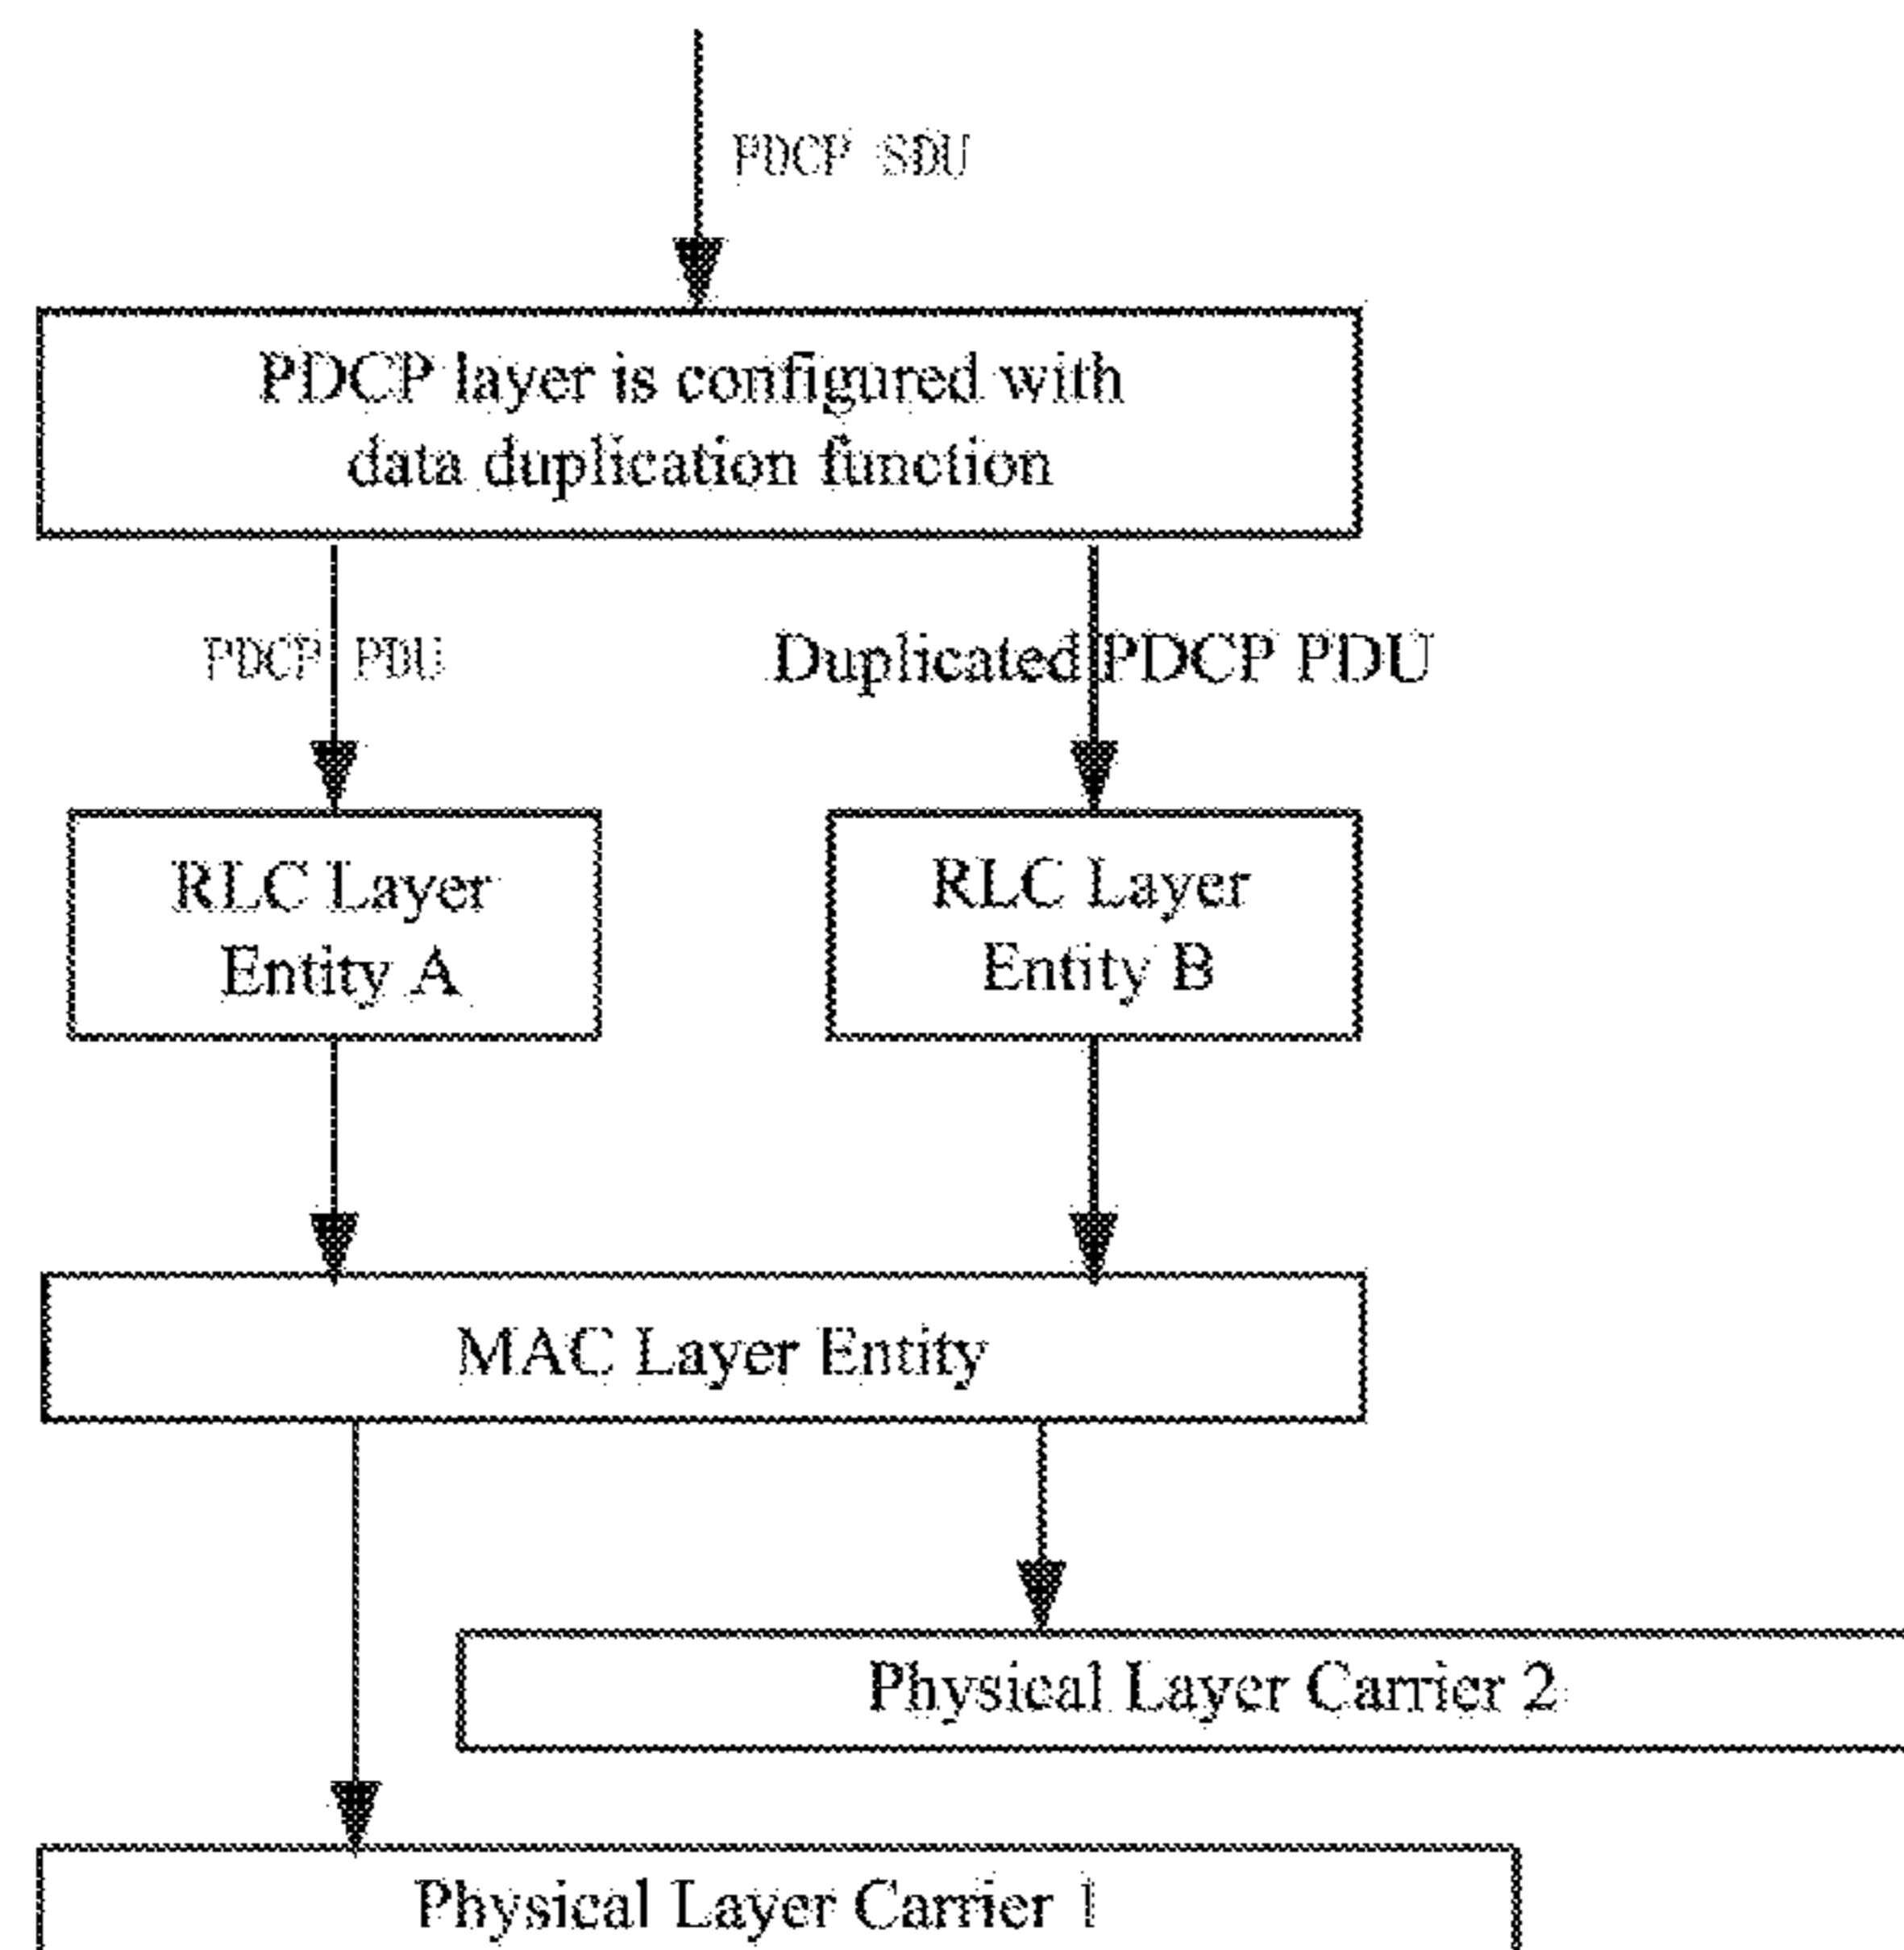 PDCP SDU
PDCP layer is configured with
data duplication function
PDCP PDU
Duplicated PDCP PDU
RLC Layer
Entity A
RLC Layer
Entity B
MAC Layer Entity
Physical Layer Carrier 2
Physical Layer Carrier 1